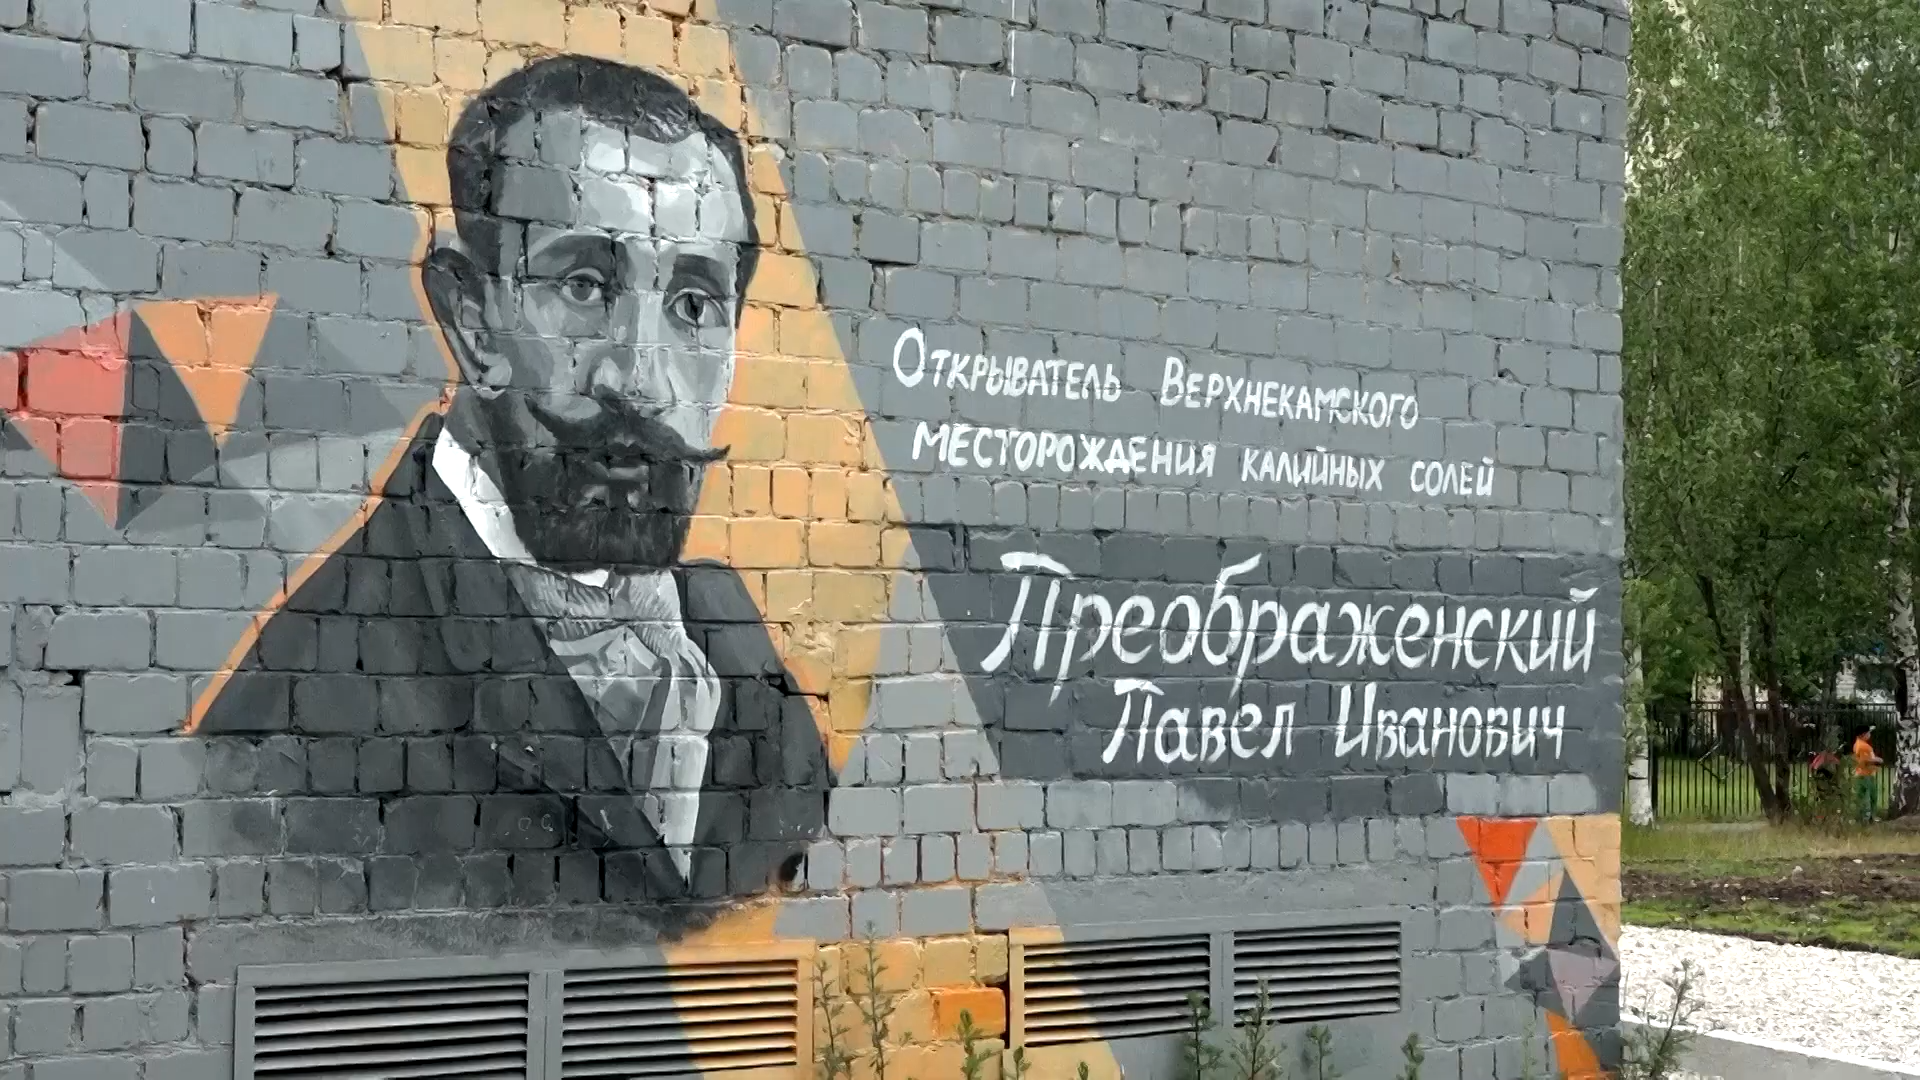 Открыватель Верхнекамского
месторождения калийных солей
Преображенский
Павел Иванович